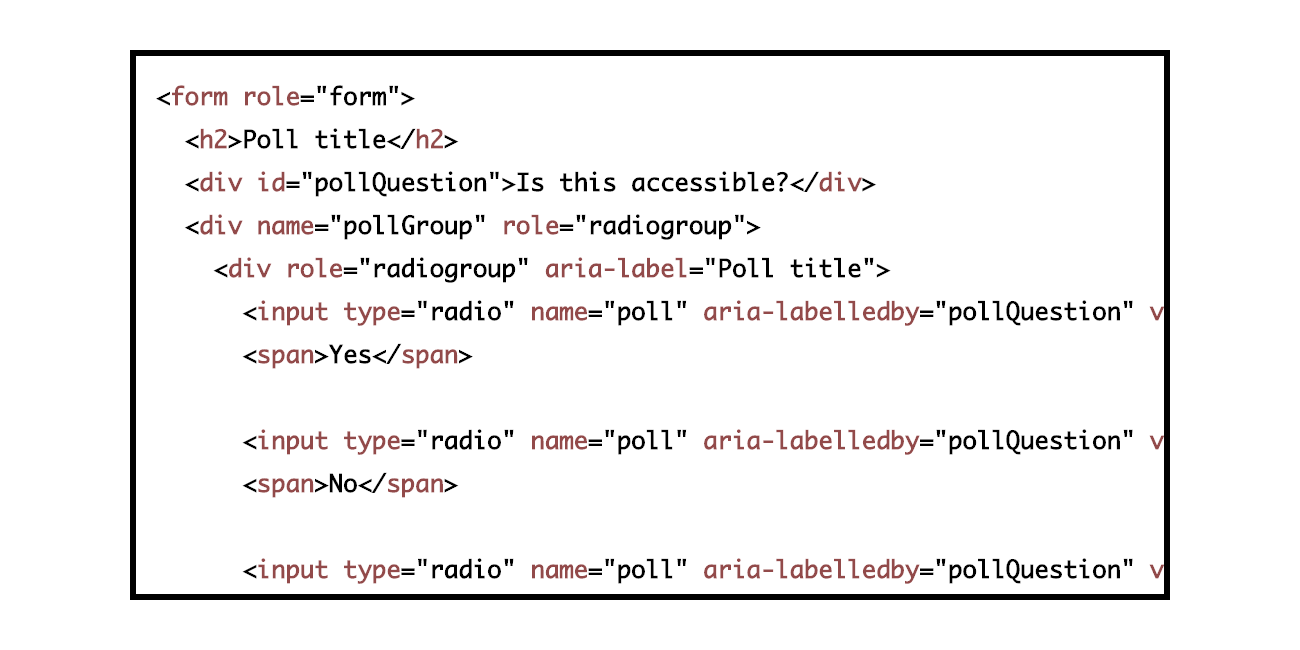 <form role="form">
<h2>Poll title</h2>
<div id="pollQuestion">Is this accessible?</div>
<div name="pollGroup" role="radiogroup">
<div role="radiogroup" aria-label="Poll title">
<input type="radio" name="poll" aria-labelledby="pollQuestion" v
<span>Yes</span>
<input type="radio" name="poll" aria-labelledby="pollQuestion" v
<span>No</span>
<input type="radio" name="poll" aria-labelledby="pollQuestion" v